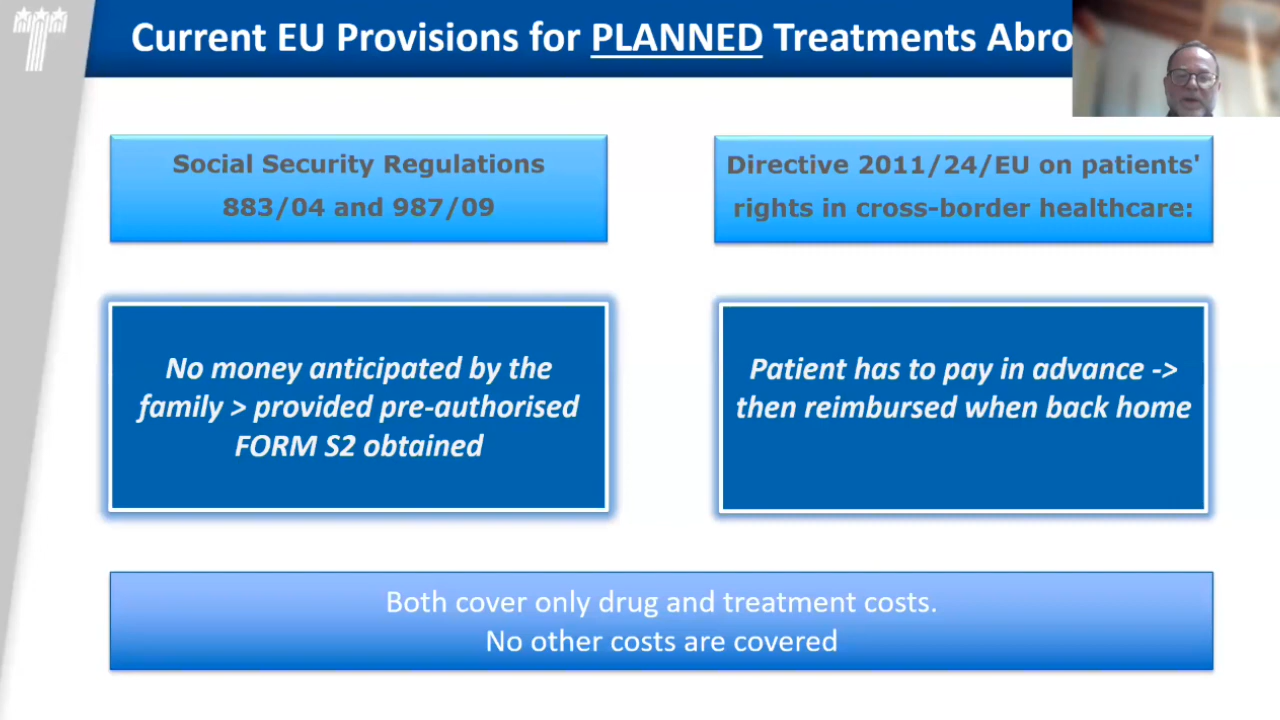 Current EU Provisions for PLANNED Treatments Abro
Social Security Regulations
883/04 and 987/09
Directive 2011/24/EU on patients'
rights in cross-border healthcare:
No money anticipated by the
family > provided pre-authorised
FORM S2 obtained
Patient has to pay in advance ->
then reimbursed when back home
Both cover only drug and treatment costs.
No other costs are covered